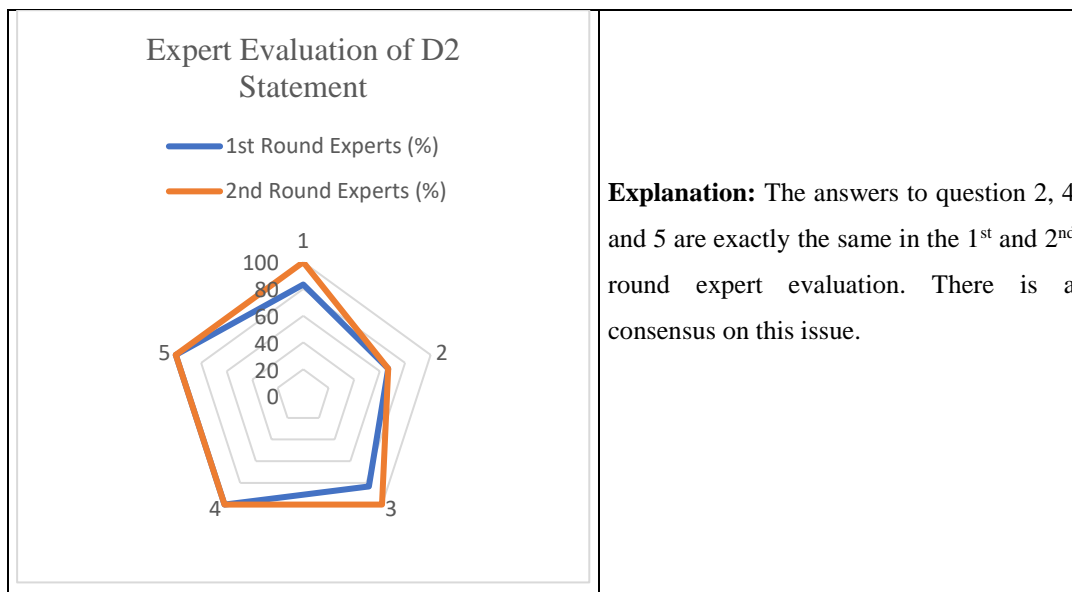 Expert Evaluation of D2
Statement
1st Round Experts (%)
2nd Round Experts (%)
1
100
80
60
40
20
0
2
3
4
5
Explanation: The answers to question 2, 4
and 5 are exactly the same in the 1st and 2nd
round expert evaluation. There is a
consensus on this issue.